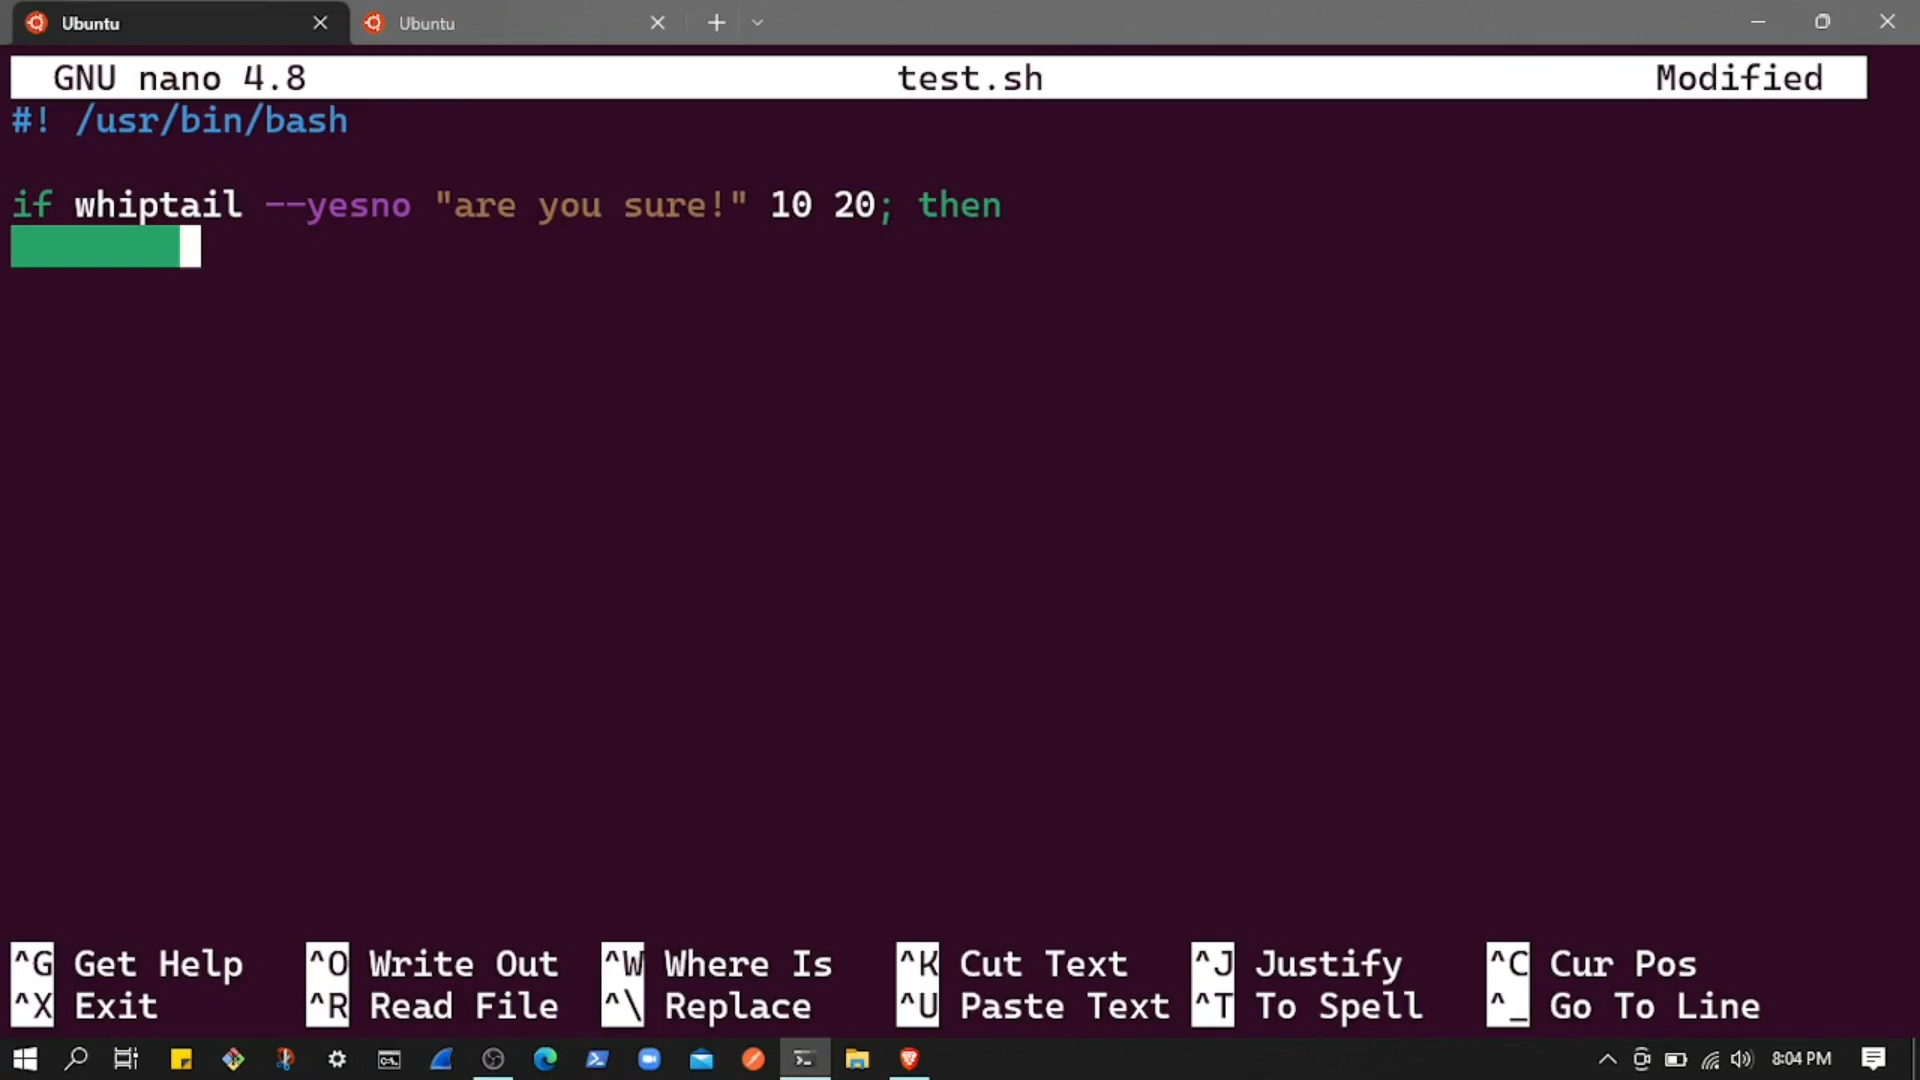 Ubuntu
Ubuntu
GNU nano 4.8 test.sh Modified
#! /usr/bin/bash
if whiptail --yesno "are you sure!" 10 20; then
^G Get Help ^O Write Out ^W Where Is ^K Cut Text ^J Justify ^C Cur Pos
^X Exit ^R Read File ^\ Replace ^U Paste Text ^T To Spell ^_ Go To Line
8:04 PM